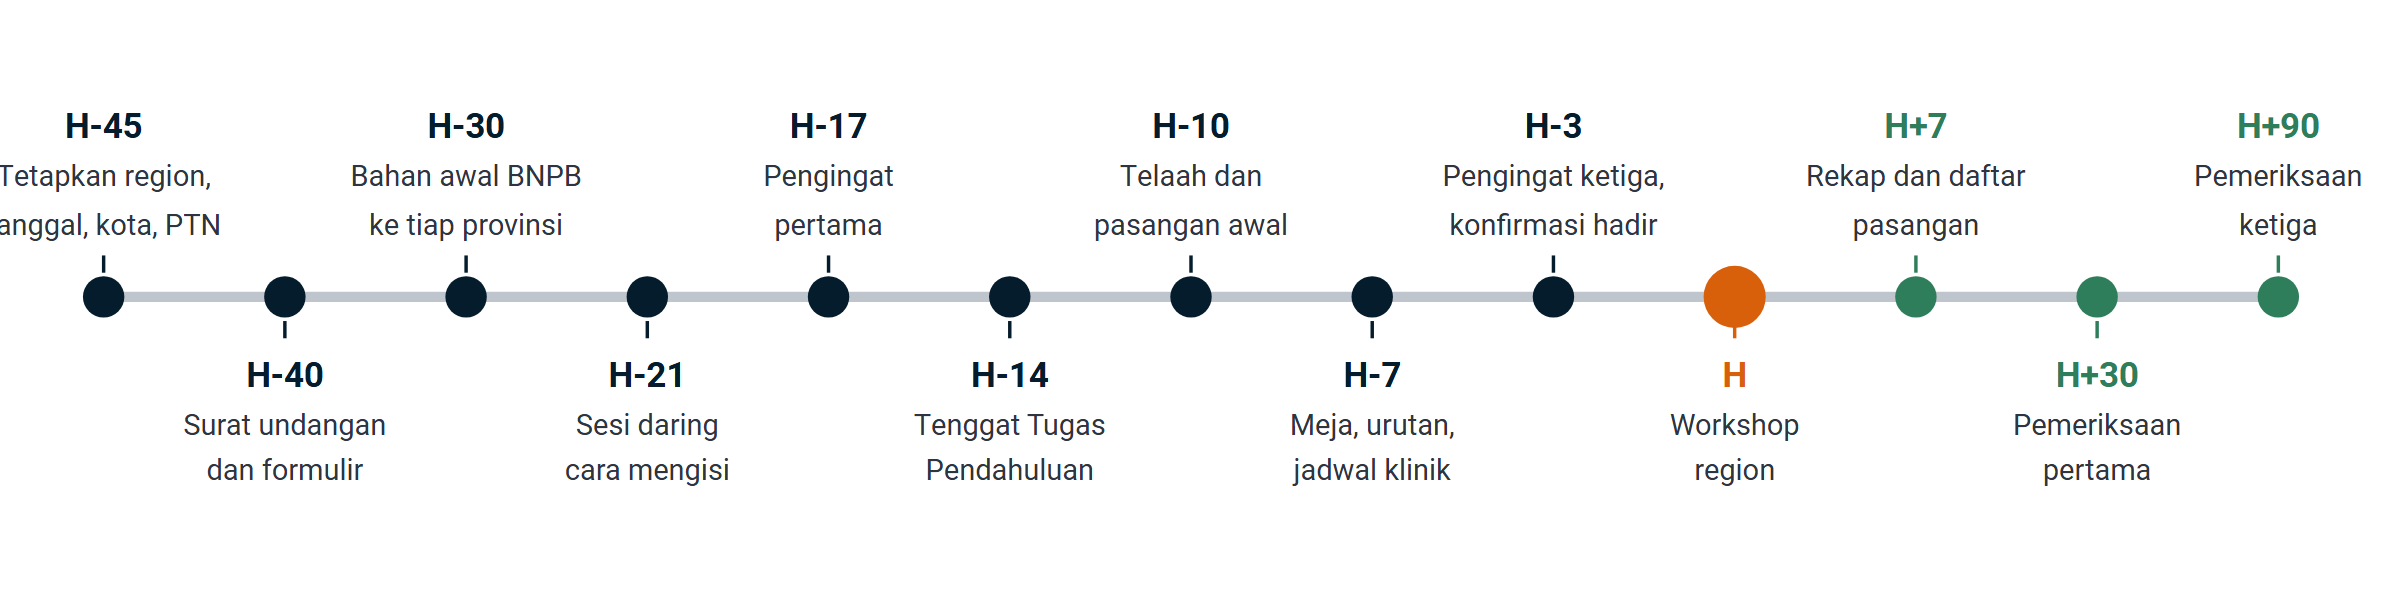 H-45
Tetapkan region,
anggal, kota, PTN
H-40
Surat undangan
dan formulir
H-30
Bahan awal BNPB
ke tiap provinsi
H-21
Sesi daring
cara mengisi
H-17
Pengingat
pertama
H-14
Tenggat Tugas
Pendahuluan
H-10
Telaah dan
pasangan awal
H-7
Meja, urutan,
jadwal klinik
H-3
Pengingat ketiga,
konfirmasi hadir
H
Workshop
region
H+7
Rekap dan daftar
pasangan
H+30
Pemeriksaan
pertama
H+90
Pemeriksaan
ketiga